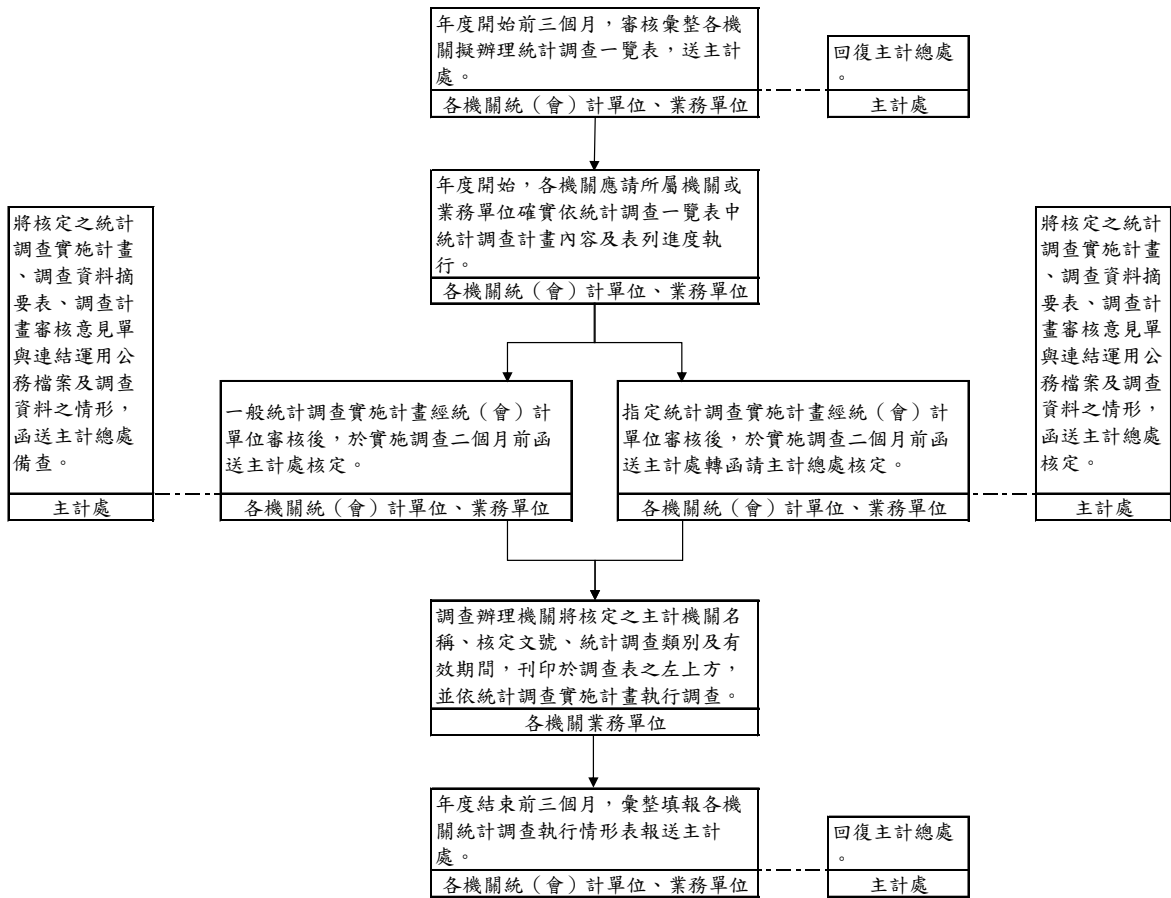 年度開始前三個月，審核彙整各機
關擬辦理統計調查一覽表，送主計
處。
各機關統（會）計單位、業務單位
回復主計總處
。
主計處
年度開始，各機關應請所屬機關或
業務單位確實依統計調查一覽表中
統計調查計畫內容及表列進度執
行。
各機關統（會）計單位、業務單位
將核定之統計
調查實施計畫
、調查資料摘
要表、調查計
畫審核意見單
與連結運用公
務檔案及調查
資料之情形，
函送主計總處
備查。
主計處
一般統計調查實施計畫經統（會）計
單位審核後，於實施調查二個月前函
送主計處核定。
各機關統（會）計單位、業務單位
指定統計調查實施計畫經統（會）計
單位審核後，於實施調查二個月前函
送主計處轉函請主計總處核定。
各機關統（會）計單位、業務單位
將核定之統計
調查實施計畫
、調查資料摘
要表、調查計
畫審核意見單
與連結運用公
務檔案及調查
資料之情形，
函送主計總處
核定。
主計處
調查辦理機關將核定之主計機關名
稱、核定文號、統計調查類別及有
效期間，刊印於調查表之左上方，
並依統計調查實施計畫執行調查。
各機關業務單位
年度結束前三個月，彙整填報各機
關統計調查執行情形表報送主計
處。
各機關統（會）計單位、業務單位
回復主計總處
。
主計處